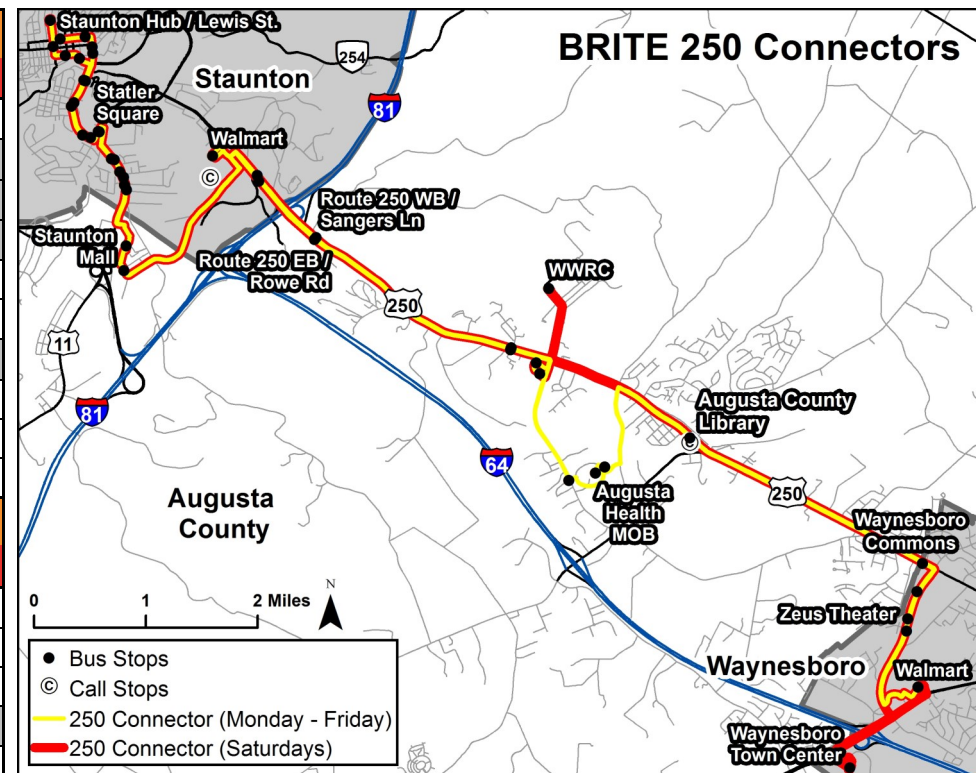 BRITE 250 Connectors
Staunton Hub / Lewis St.
254
Staunton
Statler
Square
81
Walmart
©
Route 250 WB /
Sangers Ln
Staunton
Mall
Route 250 EB /
Rowe Rd
WWRC
250
11
81
Augusta County
Library
©
64
Augusta
County
Augusta
Health
MOB
250
Waynesboro
Commons
Zeus Theater
Waynesboro
Walmart
Waynesboro
Town Center
0 1 2 Miles
N
Bus Stops
© Call Stops
250 Connector (Monday - Friday)
250 Connector (Saturdays)